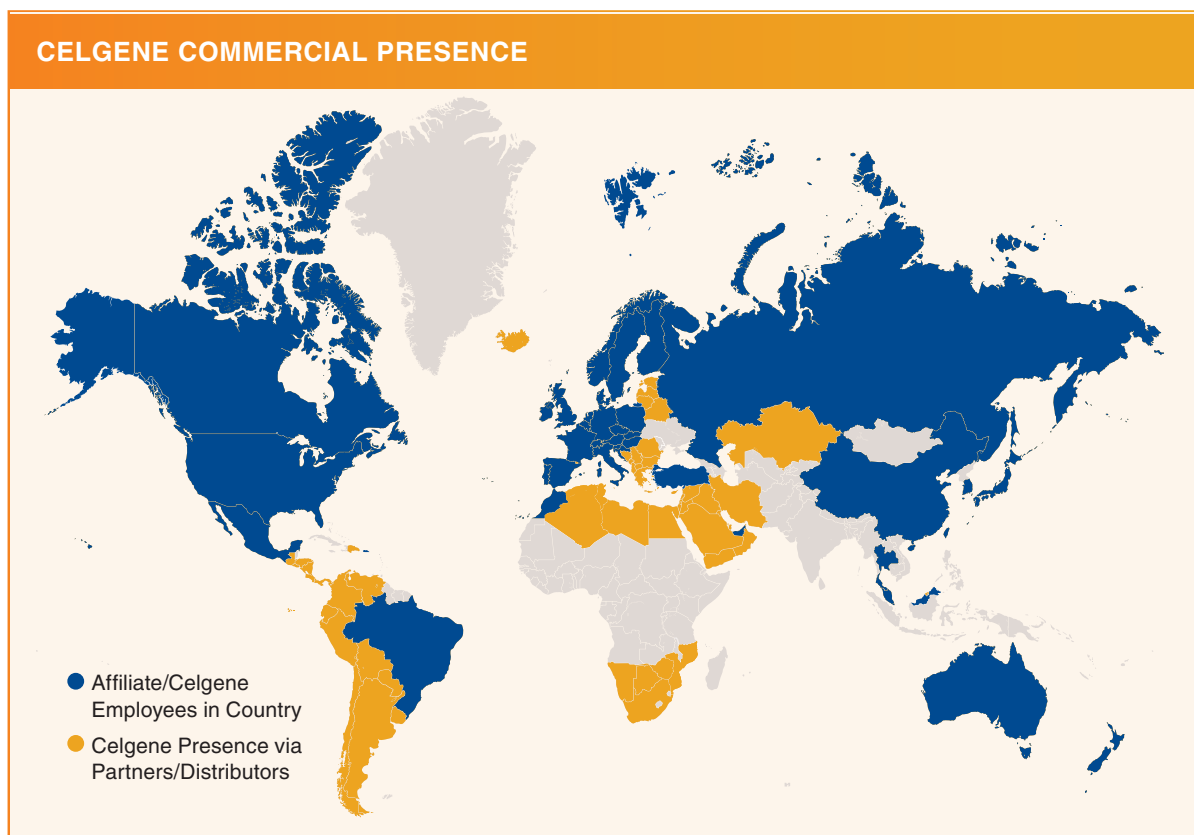 CELGENE COMMERCIAL PRESENCE
Affiliate/Celgene
Employees in Country
Celgene Presence via
Partners/Distributors